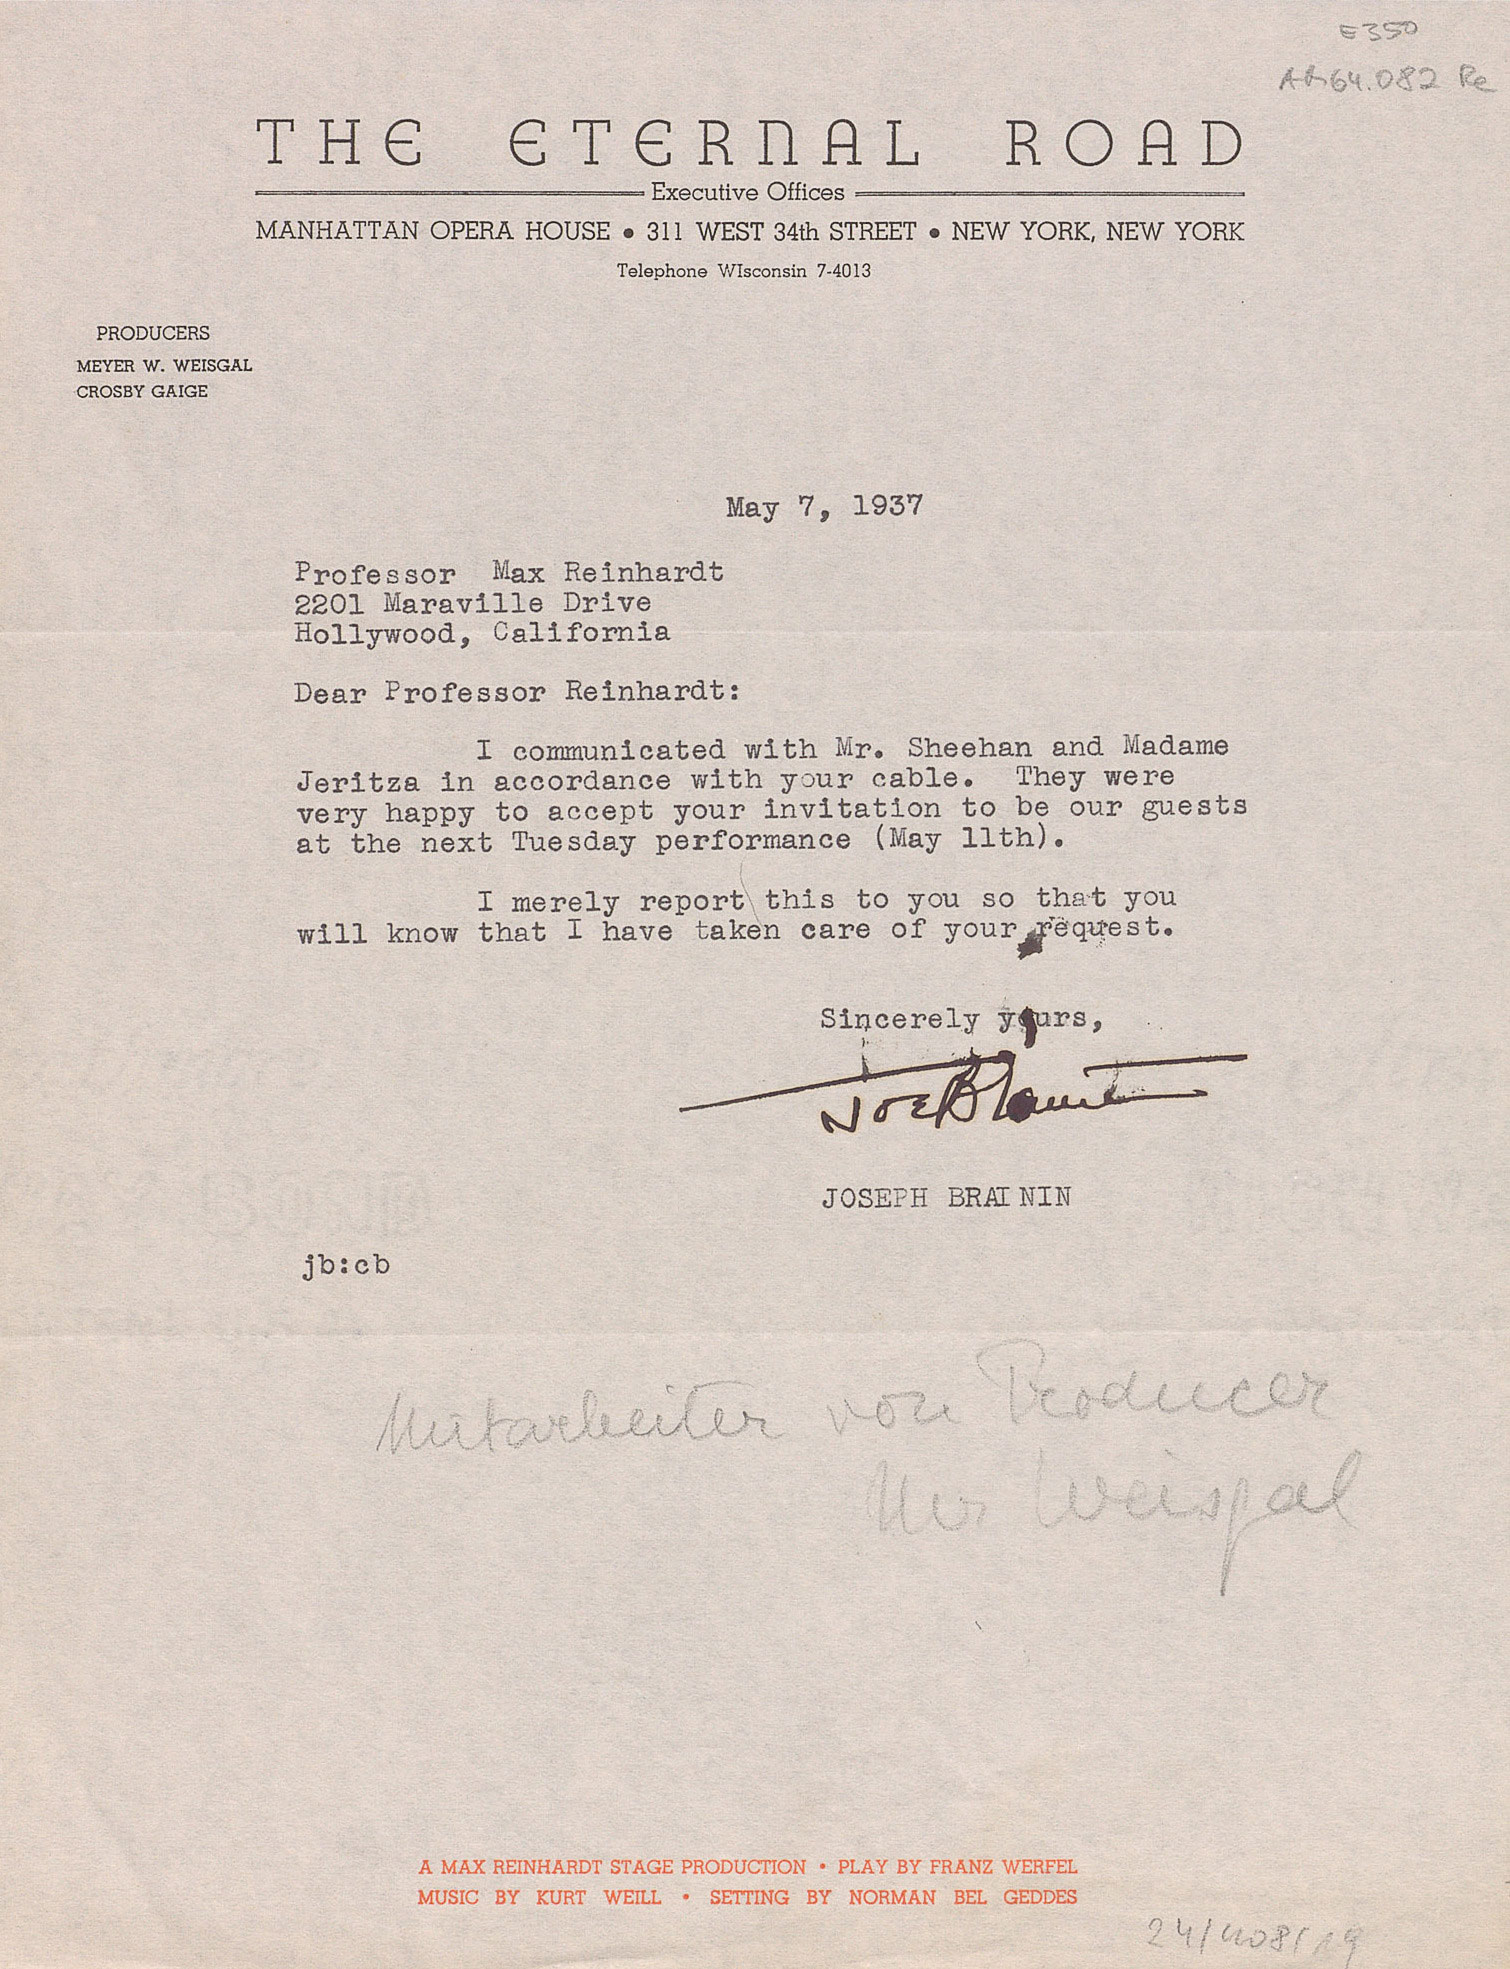 E350
AM64.082 Re
THE ETERNAL ROAD
Executive Offices
MANHATTAN OPERA HOUSE • 311 WEST 34th STREET • NEW YORK, NEW YORK
Telephone WIsconsin 7-4013
PRODUCERS
MEYER W. WEISGAL
CROSBY GAIGE
May 7, 1937
Professor Max Reinhardt
2201 Maraville Drive
Hollywood, California
Dear Professor Reinhardt:
I communicated with Mr. Sheehan and Madame
Jeritza in accordance with your cable. They were
very happy to accept your invitation to be our guests
at the next Tuesday performance (May 11th).
I merely report this to you so that you
will know that I have taken care of your request.
Sincerely yours,
Joe Brainin
JOSEPH BRAININ
jb:cb
Mitarbeiter von Producer
Mr Weisgal
A MAX REINHARDT STAGE PRODUCTION • PLAY BY FRANZ WERFEL
MUSIC BY KURT WEILL • SETTING BY NORMAN BEL GEDDES